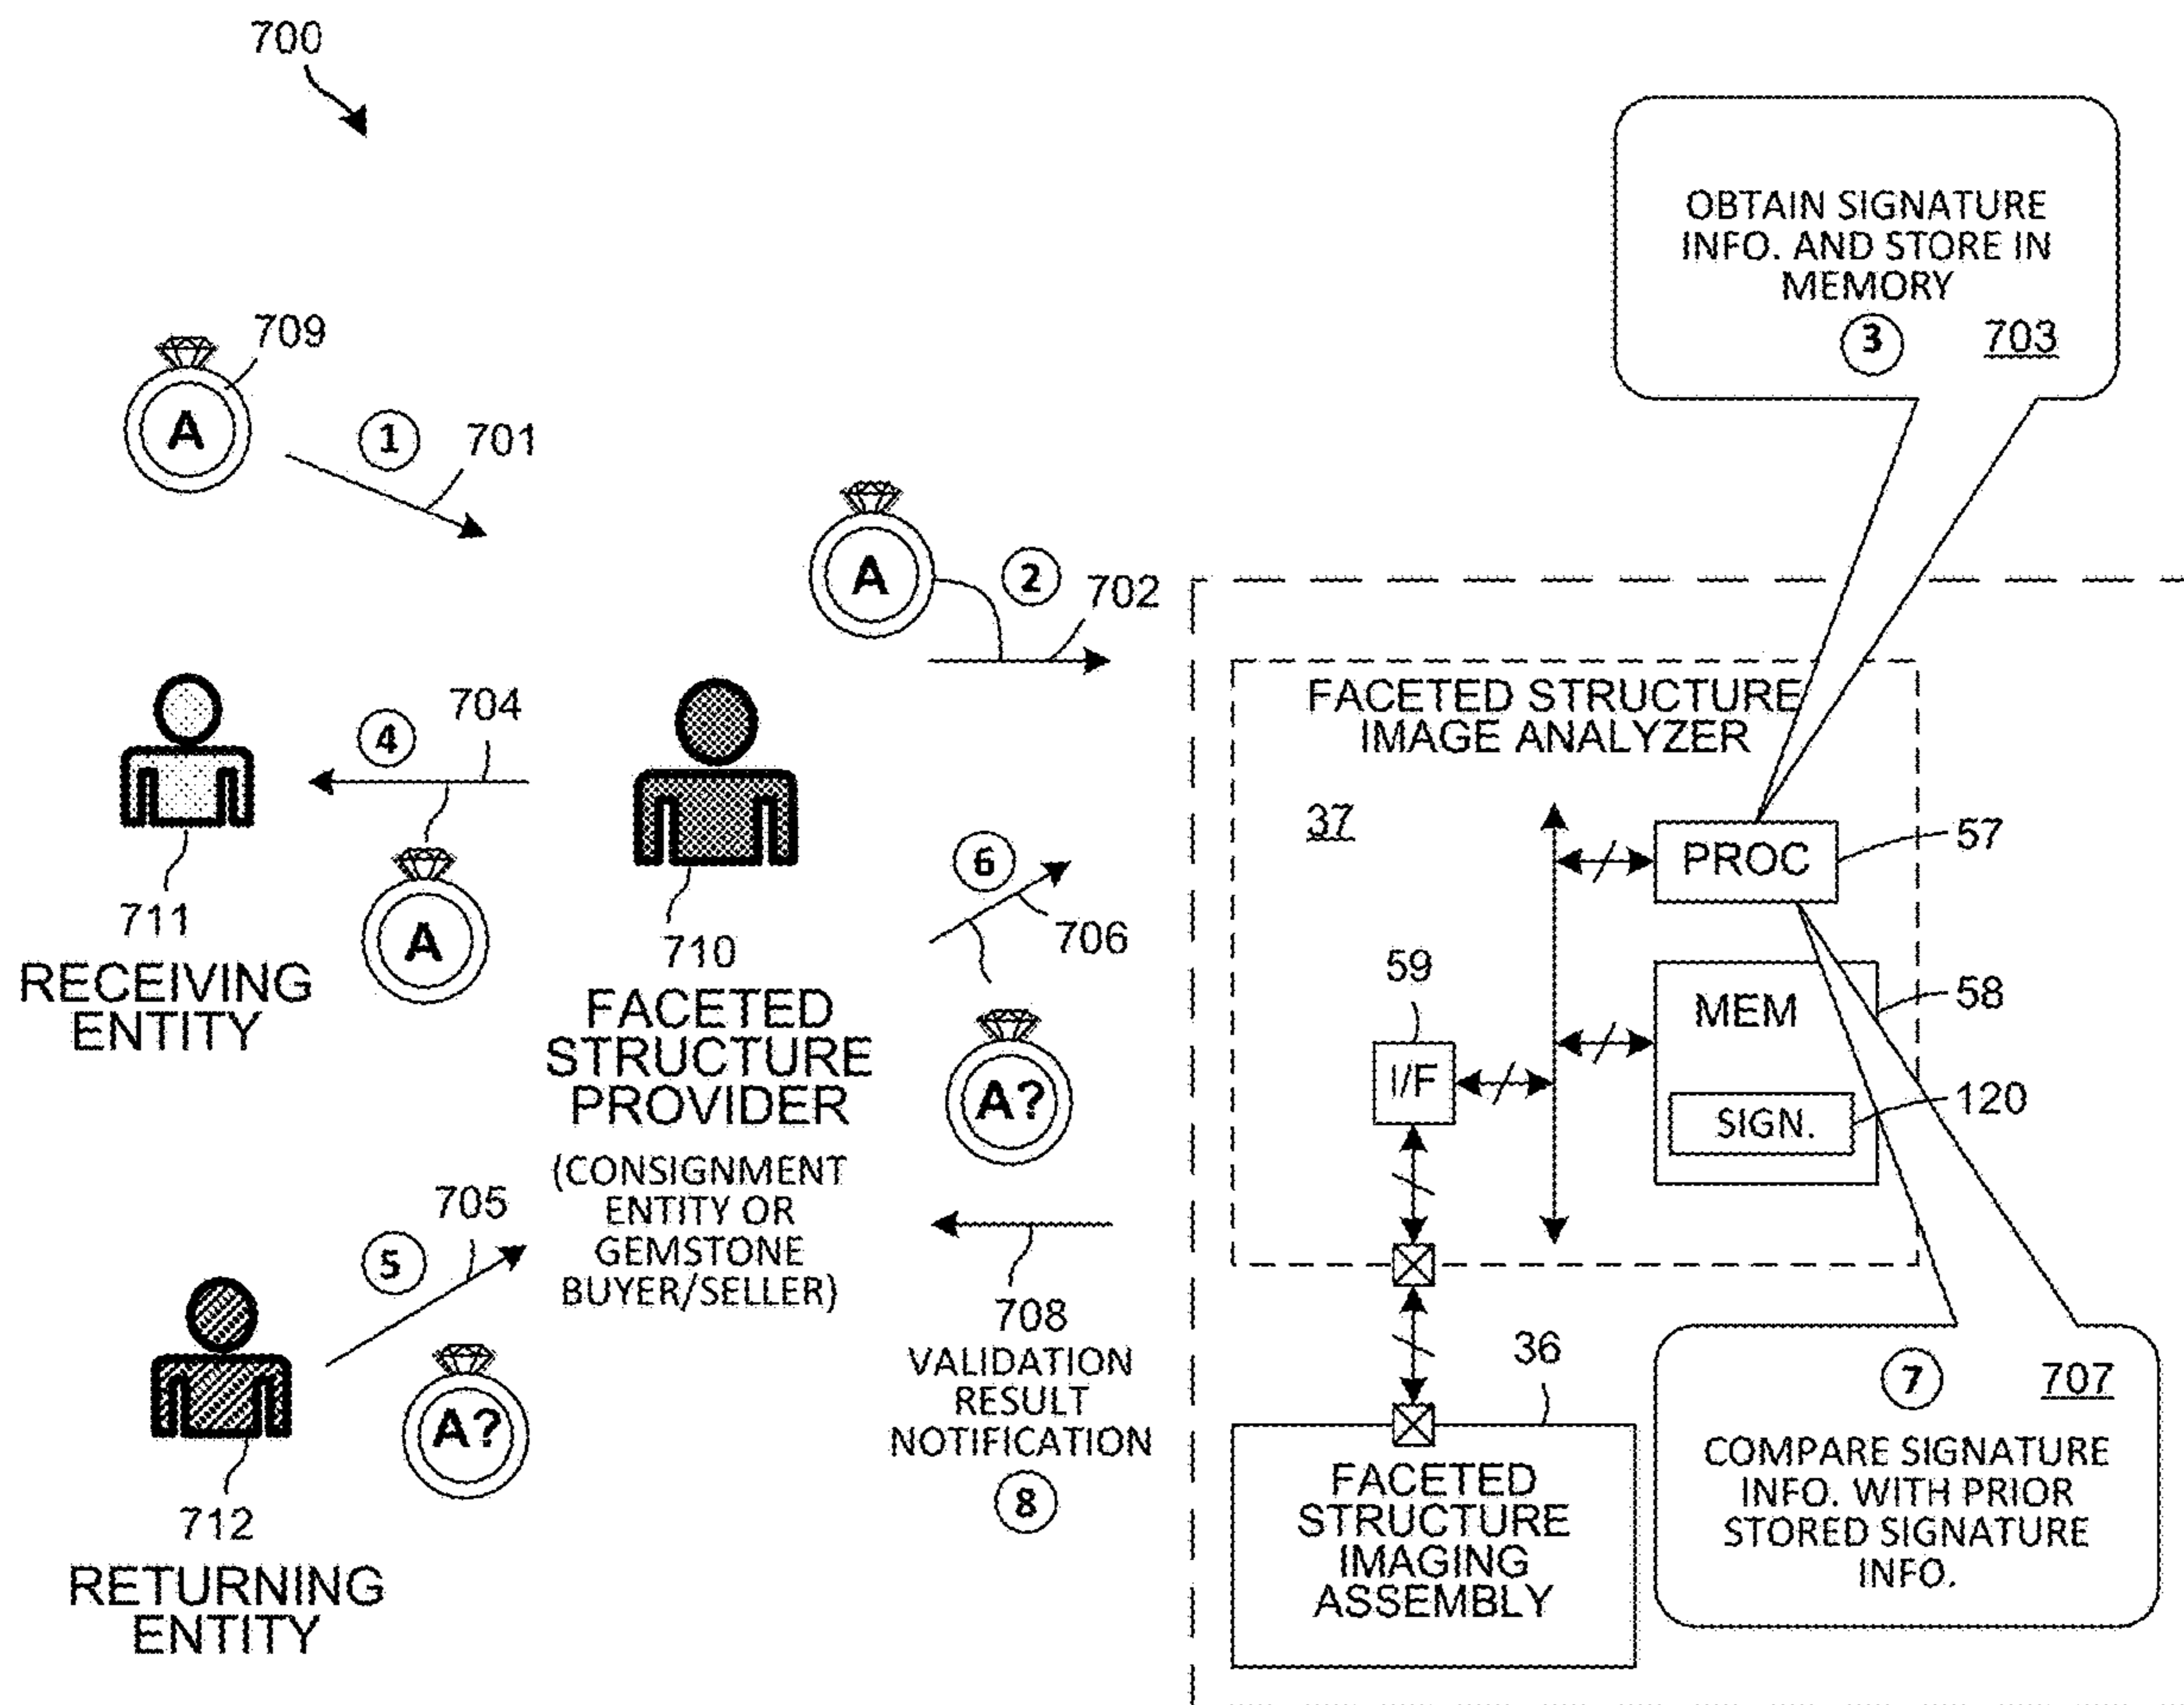 700
709
A
1
701
A
2
702
OBTAIN SIGNATURE
INFO. AND STORE IN
MEMORY
3
703
711
RECEIVING
ENTITY
4
704
A
710
FACETED
STRUCTURE
PROVIDER
(CONSIGNMENT
ENTITY OR
GEMSTONE
BUYER/SELLER)
6
706
A?
5
705
A?
712
RETURNING
ENTITY
708
VALIDATION
RESULT
NOTIFICATION
8
FACETED STRUCTURE
IMAGE ANALYZER
37
PROC
57
59
I/F
MEM
58
SIGN.
120
36
FACETED
STRUCTURE
IMAGING
ASSEMBLY
7
707
COMPARE SIGNATURE
INFO. WITH PRIOR
STORED SIGNATURE
INFO.